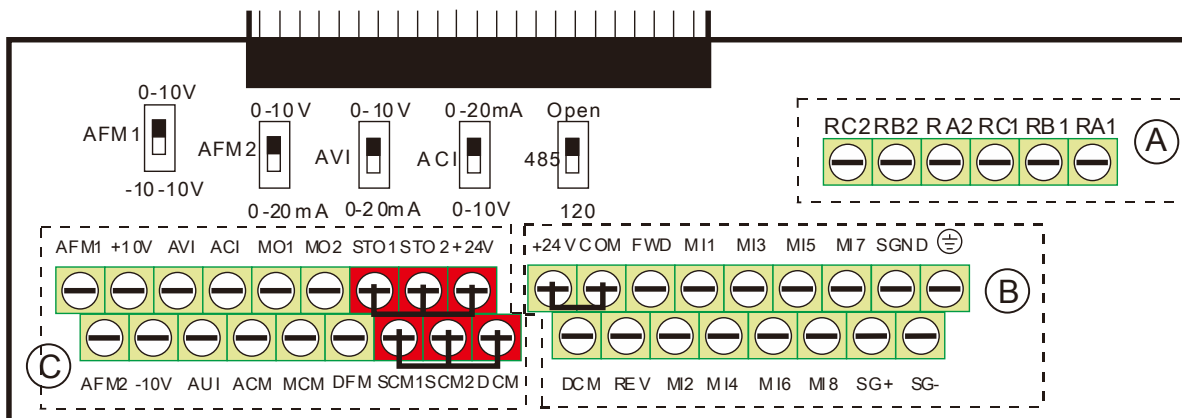 0-10V 0-10V 0-10V 0-20mA Open
AFM1 AFM2 AVI ACI 485
-10-10V 0-20mA 0-20mA 0-10V 120
RC2 RB2 RA2 RC1 RB1 RA1
A
AFM1 +10V AVI ACI MO1 MO2 STO1 STO2 +24V
AFM2 -10V AUI ACM MCM DFM SCM1 SCM2 DCM
C
+24V COM FWD MI1 MI3 MI5 MI7 SGND
DCM REV MI2 MI4 MI6 MI8 SG+ SG-
B